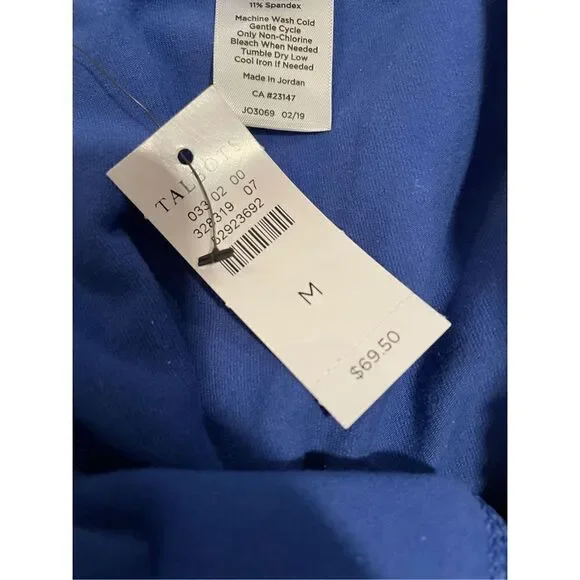 11% Spandex
Machine Wash Cold
Gentle Cycle
Only Non-Chlorine
Bleach When Needed
Tumble Dry Low
Cool Iron If Needed
Made in Jordan
CA #23147
JO3069 02/19
TALBOTS
033 02 00
328319 07
52923692
M
$69.50